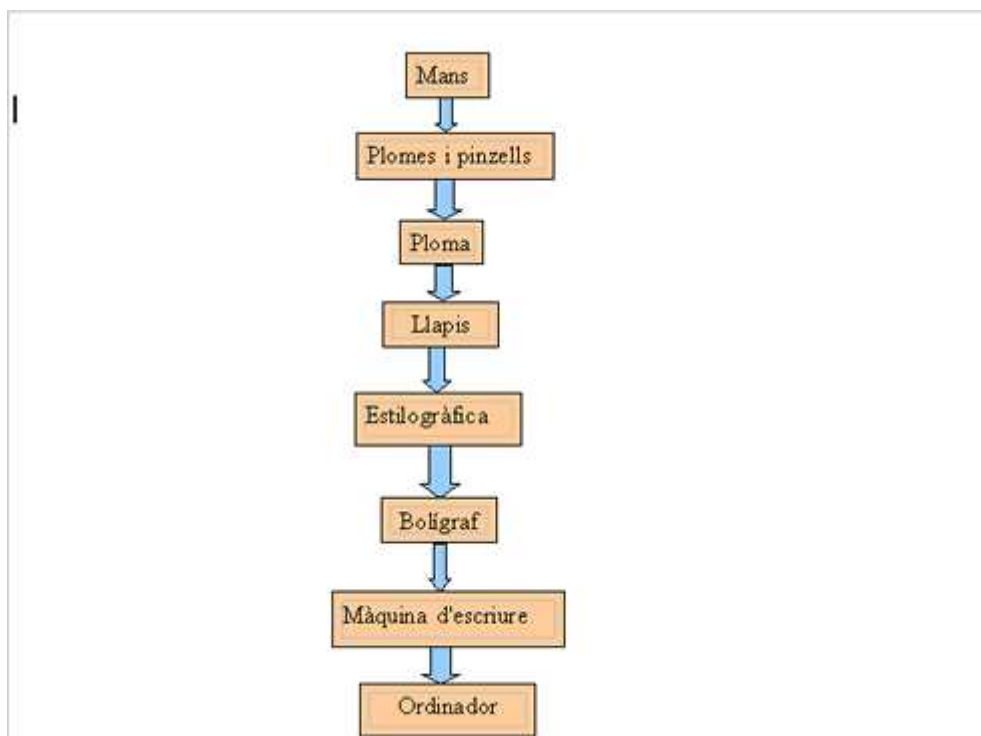 Mans
Plomes i pinzells
Ploma
Llapis
Estilogràfica
Bolígraf
Màquina d'escriure
Ordinador